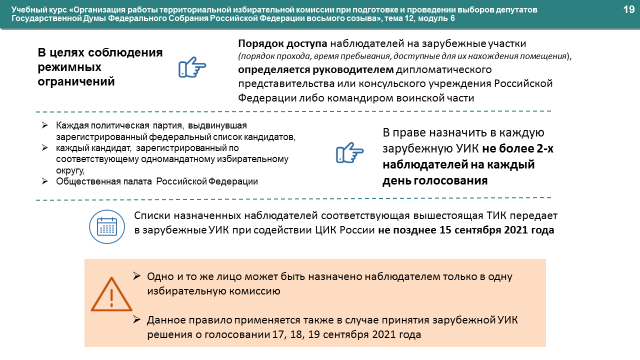 Учебный курс «Организация работы территориальной избирательной комиссии при подготовке и проведении выборов депутатов
Государственной Думы Федерального Собрания Российской Федерации восьмого созыва», тема 12, модуль 6
19
В целях соблюдения
режимных
ограничений
Порядок доступа наблюдателей на зарубежные участки
(порядок прохода, время пребывания, доступные для их нахождения помещения),
определяется руководителем дипломатического
представительства или консульского учреждения Российской
Федерации либо командиром воинской части
➢ Каждая политическая партия, выдвинувшая
зарегистрированный федеральный список кандидатов,
➢ каждый кандидат, зарегистрированный по
соответствующему одномандатному избирательному
округу,
➢ Общественная палата Российской Федерации
В праве назначить в каждую
зарубежную УИК не более 2-х
наблюдателей на каждый
день голосования
Списки назначенных наблюдателей соответствующая вышестоящая ТИК передает
в зарубежные УИК при содействии ЦИК России не позднее 15 сентября 2021 года
➢ Одно и то же лицо может быть назначено наблюдателем только в одну
избирательную комиссию
➢ Данное правило применяется также в случае принятия зарубежной УИК
решения о голосовании 17, 18, 19 сентября 2021 года